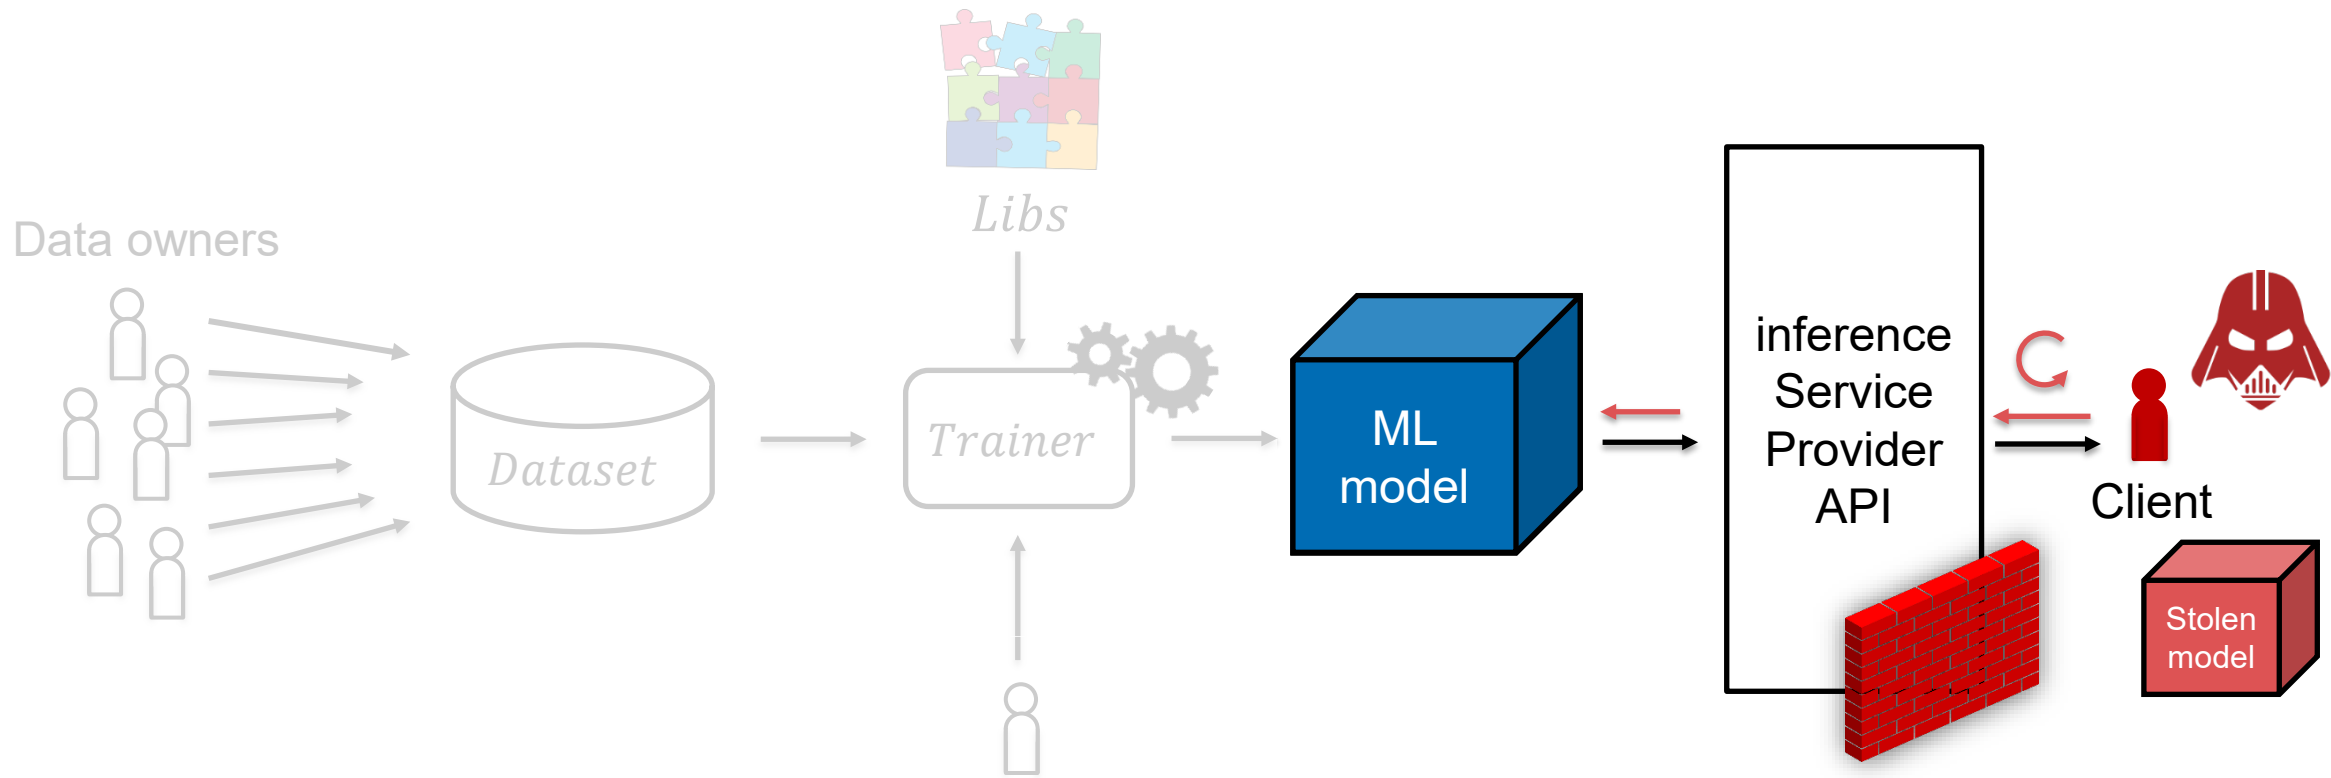 Libs
Data owners
Dataset
Trainer
ML
model
inference
Service
Provider
API
Client
Stolen
model